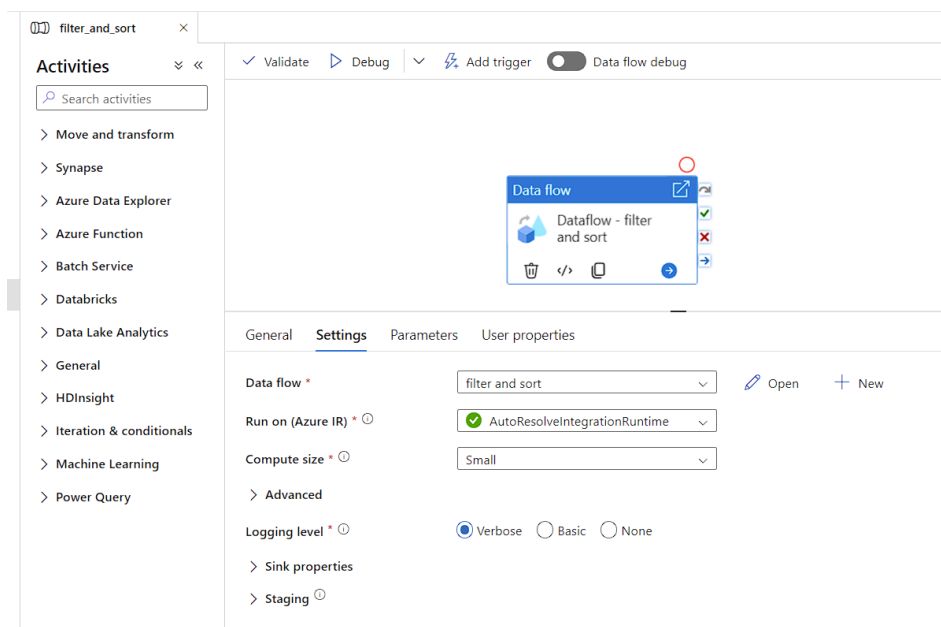 filter_and_sort
Activities
Search activities
Move and transform
Synapse
Azure Data Explorer
Azure Function
Batch Service
Databricks
Data Lake Analytics
General
HDInsight
Iteration & conditionals
Machine Learning
Power Query
Validate Debug Add trigger Data flow debug
Data flow
Dataflow - filter
and sort
General Settings Parameters User properties
Data flow * filter and sort Open New
Run on (Azure IR) * AutoResolveIntegrationRuntime
Compute size * Small
Advanced
Logging level * Verbose Basic None
Sink properties
Staging